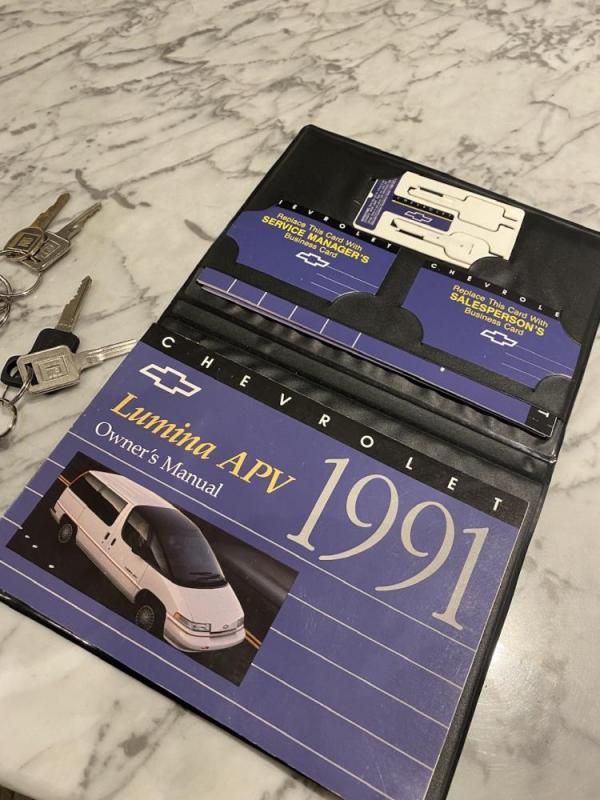 CHEVROLET
Replace This Card With
SERVICE MANAGER'S
Business Card
CHEVROLE
Replace This Card With
SALESPERSON'S
Business Card
CHEVROLET
Lumina APV
Owner's Manual
1991